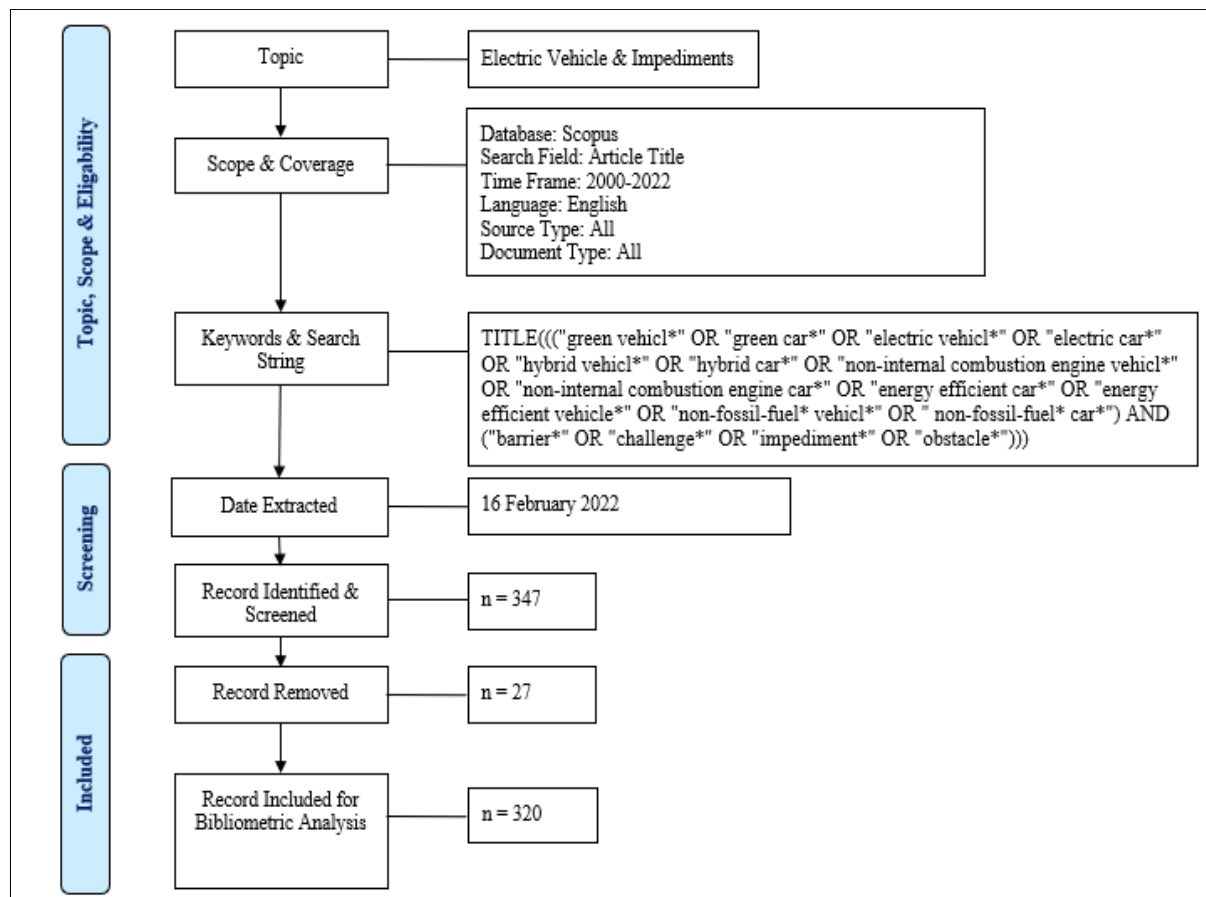 Topic, Scope & Eligability
Topic
Electric Vehicle & Impediments
Scope & Coverage
Database: Scopus
Search Field: Article Title
Time Frame: 2000-2022
Language: English
Source Type: All
Document Type: All
Keywords & Search
String
TITLE((("green vehicl*" OR "green car*" OR "electric vehicl*" OR "electric car*"
OR "hybrid vehicl*" OR "hybrid car*" OR "non-internal combustion engine vehicl*"
OR "non-internal combustion engine car*" OR "energy efficient car*" OR "energy
efficient vehicle*" OR "non-fossil-fuel* vehicl*" OR " non-fossil-fuel* car*") AND
("barrier*" OR "challenge*" OR "impediment*" OR "obstacle*")))
Screening
Date Extracted
16 February 2022
Record Identified &
Screened
n = 347
Included
Record Removed
n = 27
Record Included for
Bibliometric Analysis
n = 320